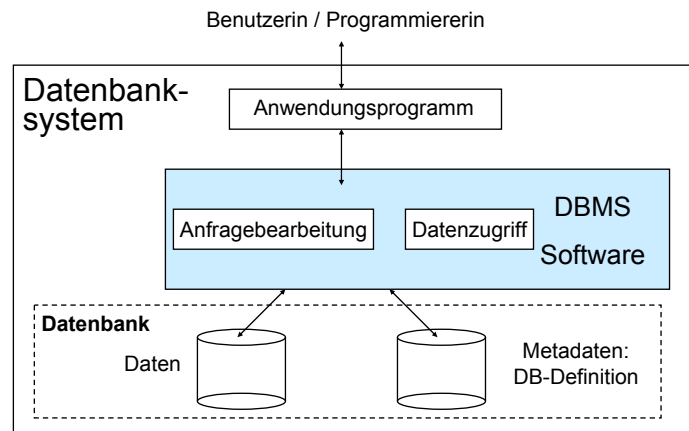 Benutzerin / Programmiererin
Datenbank-
system
Anwendungsprogramm
DBMS
Anfragebearbeitung
Datenzugriff
Software
Datenbank
Daten
Metadaten:
DB-Definition